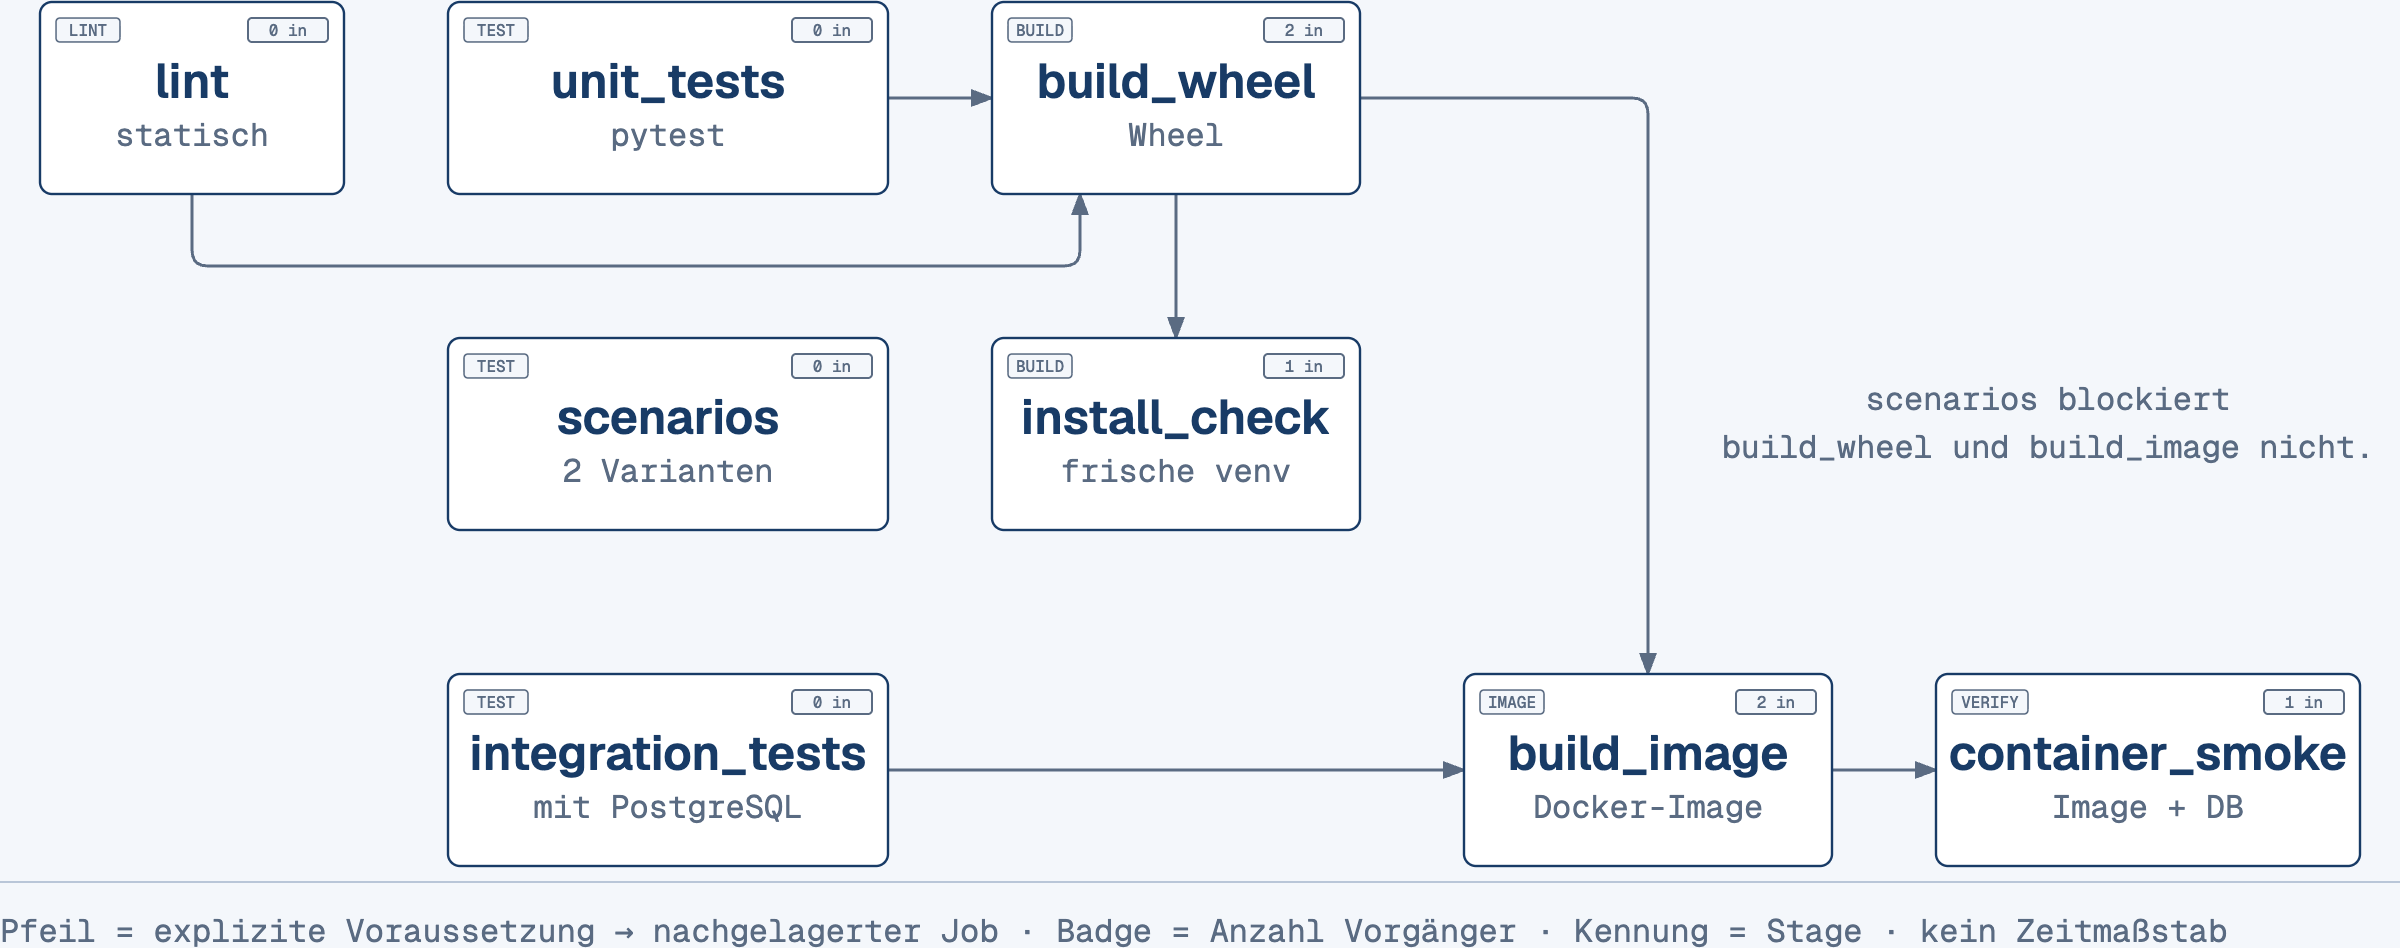 LINT 0 in
lint
statisch
TEST 0 in
unit_tests
pytest
BUILD 2 in
build_wheel
Wheel
TEST 0 in
scenarios
2 Varianten
BUILD 1 in
install_check
frische venv
scenarios blockiert
build_wheel und build_image nicht.
TEST 0 in
integration_tests
mit PostgreSQL
IMAGE 2 in
build_image
Docker-Image
VERIFY 1 in
container_smoke
Image + DB
Pfeil = explizite Voraussetzung → nachgelagerter Job · Badge = Anzahl Vorgänger · Kennung = Stage · kein Zeitmaßstab